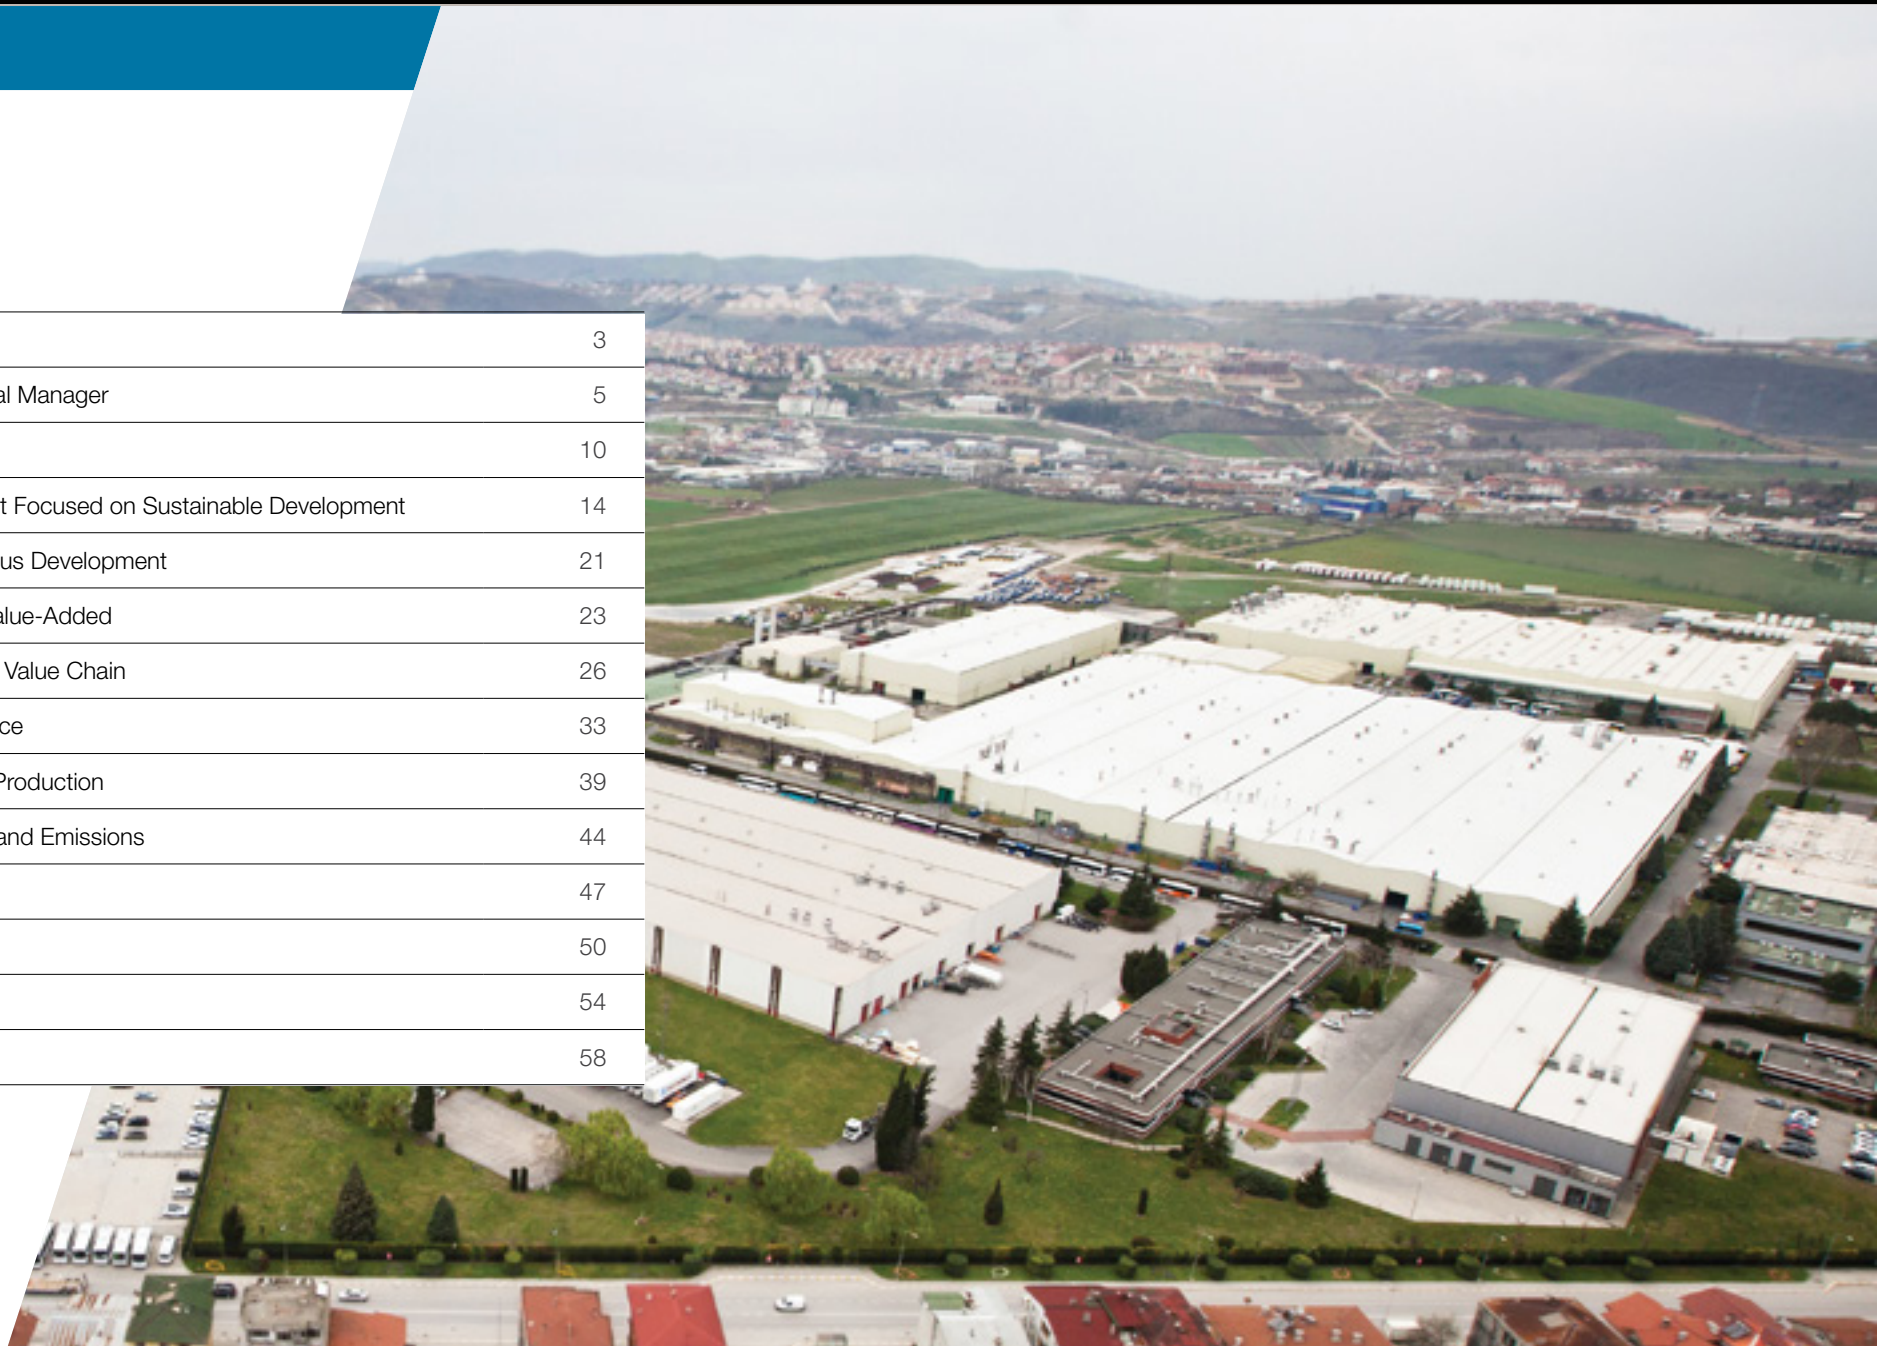 3
al Manager 5
10
t Focused on Sustainable Development 14
us Development 21
alue-Added 23
Value Chain 26
ce 33
Production 39
and Emissions 44
47
50
54
58